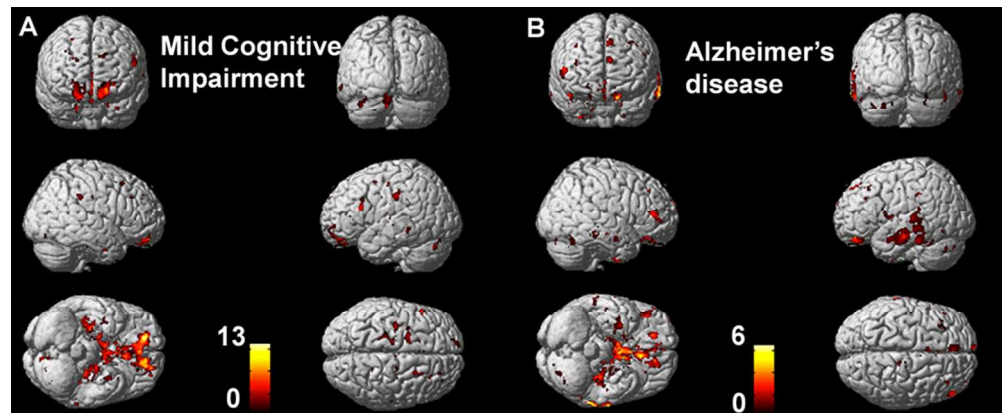 A
Mild Cognitive
Impairment
B
Alzheimer's
disease
13
0
6
0